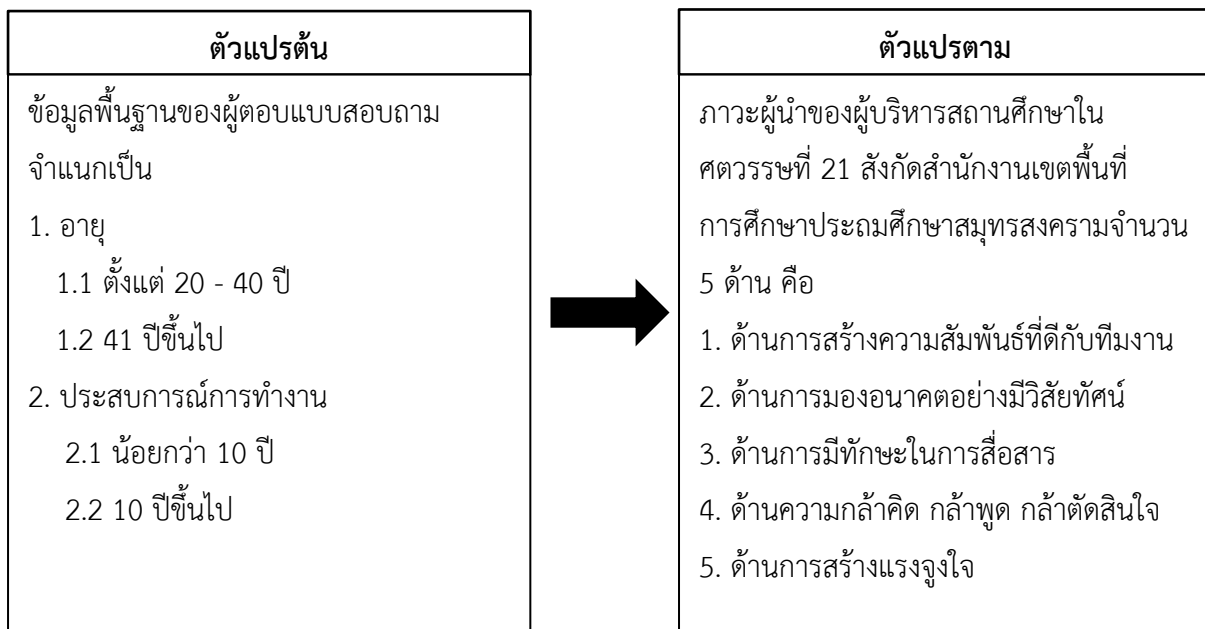 ตัวแปรต้น
ข้อมูลพื้นฐานของผู้ตอบแบบสอบถาม
จำแนกเป็น
1. อายุ
1.1 ตั้งแต่ 20 - 40 ปี
1.2 41 ปีขึ้นไป
2. ประสบการณ์การทำงาน
2.1 น้อยกว่า 10 ปี
2.2 10 ปีขึ้นไป
ตัวแปรตาม
ภาวะผู้นำของผู้บริหารสถานศึกษาใน
ศตวรรษที่ 21 สังกัดสำนักงานเขตพื้นที่
การศึกษาประถมศึกษาสมุทรสงครามจำนวน
5 ด้าน คือ
1. ด้านการสร้างความสัมพันธ์ที่ดีกับทีมงาน
2. ด้านการมองอนาคตอย่างมีวิสัยทัศน์
3. ด้านการมีทักษะในการสื่อสาร
4. ด้านความกล้าคิด กล้าพูด กล้าตัดสินใจ
5. ด้านการสร้างแรงจูงใจ